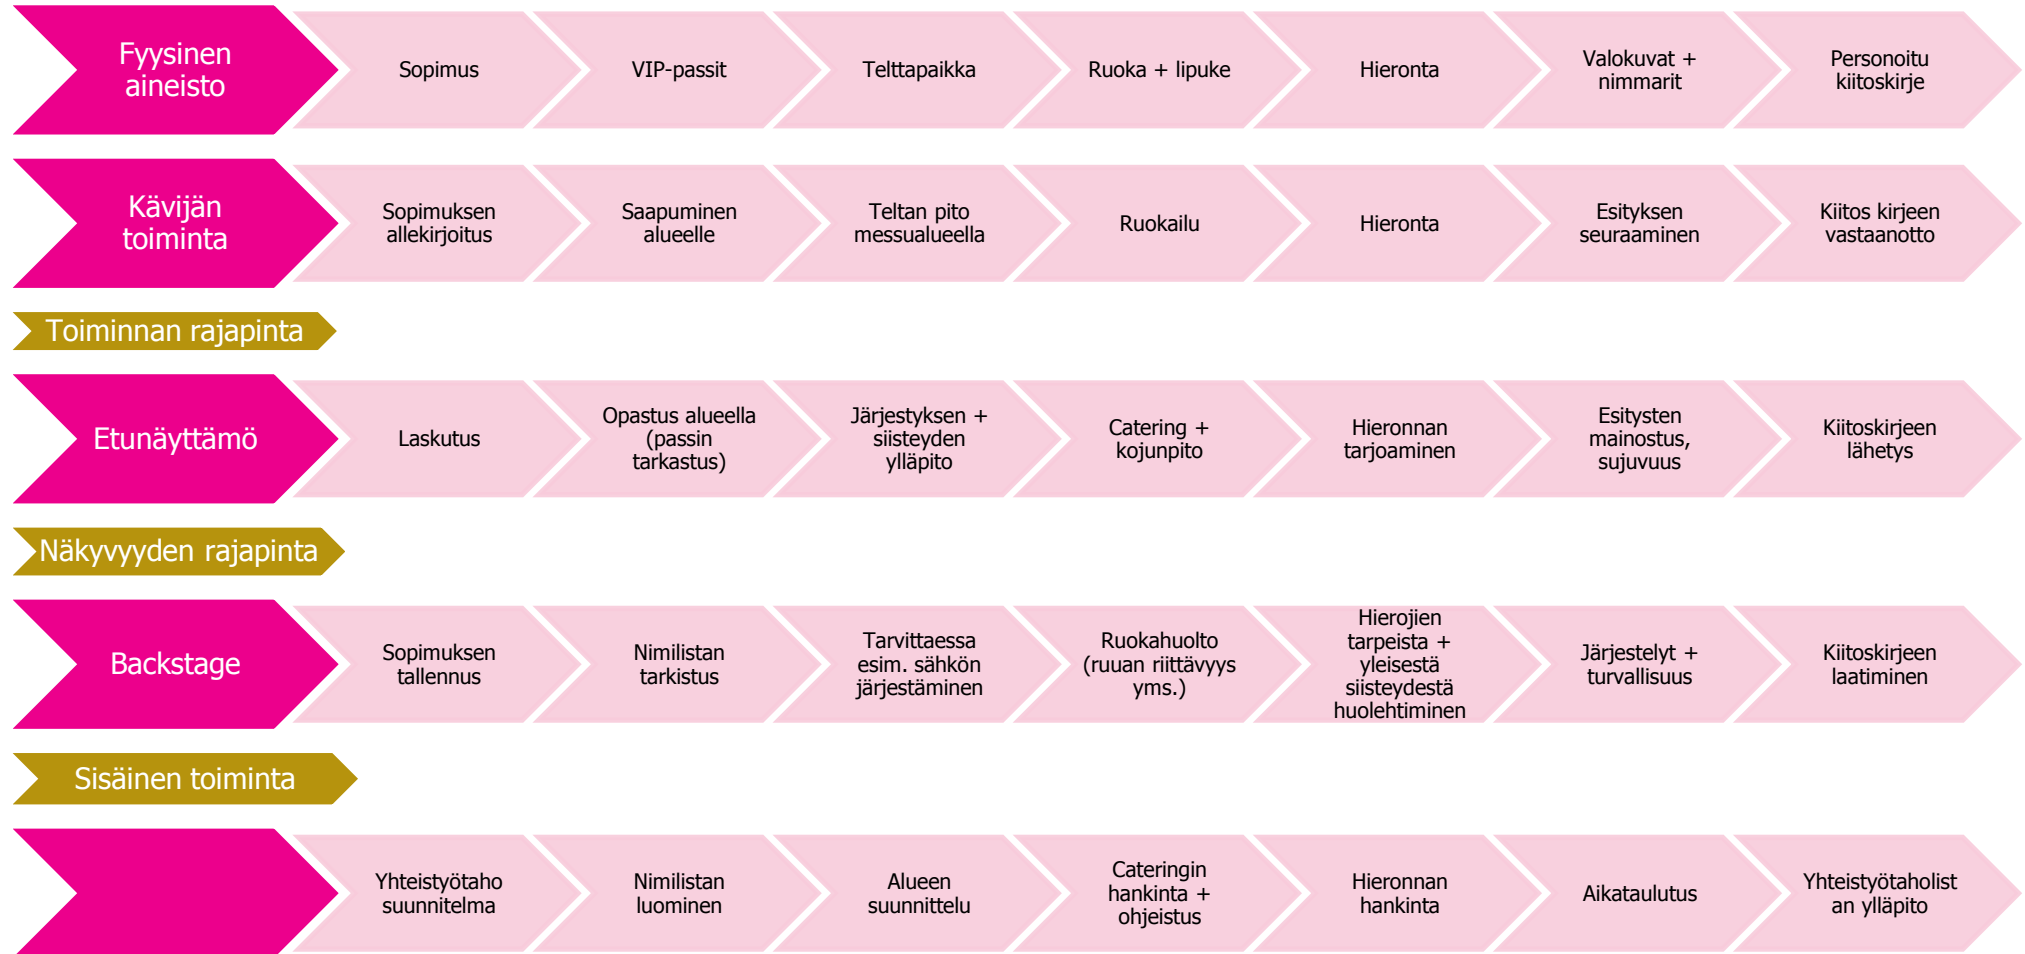 Fyysinen
aineisto
Sopimus
VIP-passit
Telttapaikka
Ruoka + lipuke
Hieronta
Valokuvat +
nimmarit
Personoitu
kiitoskirje
Kävijän
toiminta
Sopimuksen
allekirjoitus
Saapuminen
alueelle
Teltan pito
messualueella
Ruokailu
Hieronta
Esityksen
seuraaminen
Kiitos kirjeen
vastaanotto
Toiminnan rajapinta
Etunäyttämö
Laskutus
Opastus alueella
(passin
tarkastus)
Järjestyksen +
siisteyden
ylläpito
Catering +
kojunpito
Hieronnan
tarjoaminen
Esitysten
mainostus,
sujuvuus
Kiitoskirjeen
lähetys
Näkyvyyden rajapinta
Backstage
Sopimuksen
tallennus
Nimilistan
tarkistus
Tarvittaessa
esim. sähkön
järjestäminen
Ruokahuolto
(ruuan riittävyys
yms.)
Hierojien
tarpeista +
yleisestä
siisteydestä
huolehtiminen
Järjestelyt +
turvallisuus
Kiitoskirjeen
laatiminen
Sisäinen toiminta
Yhteistyötaho
suunnitelma
Nimilistan
luominen
Alueen
suunnittelu
Cateringin
hankinta +
ohjeistus
Hieronnan
hankinta
Aikataulutus
Yhteistyötaholist
an ylläpito